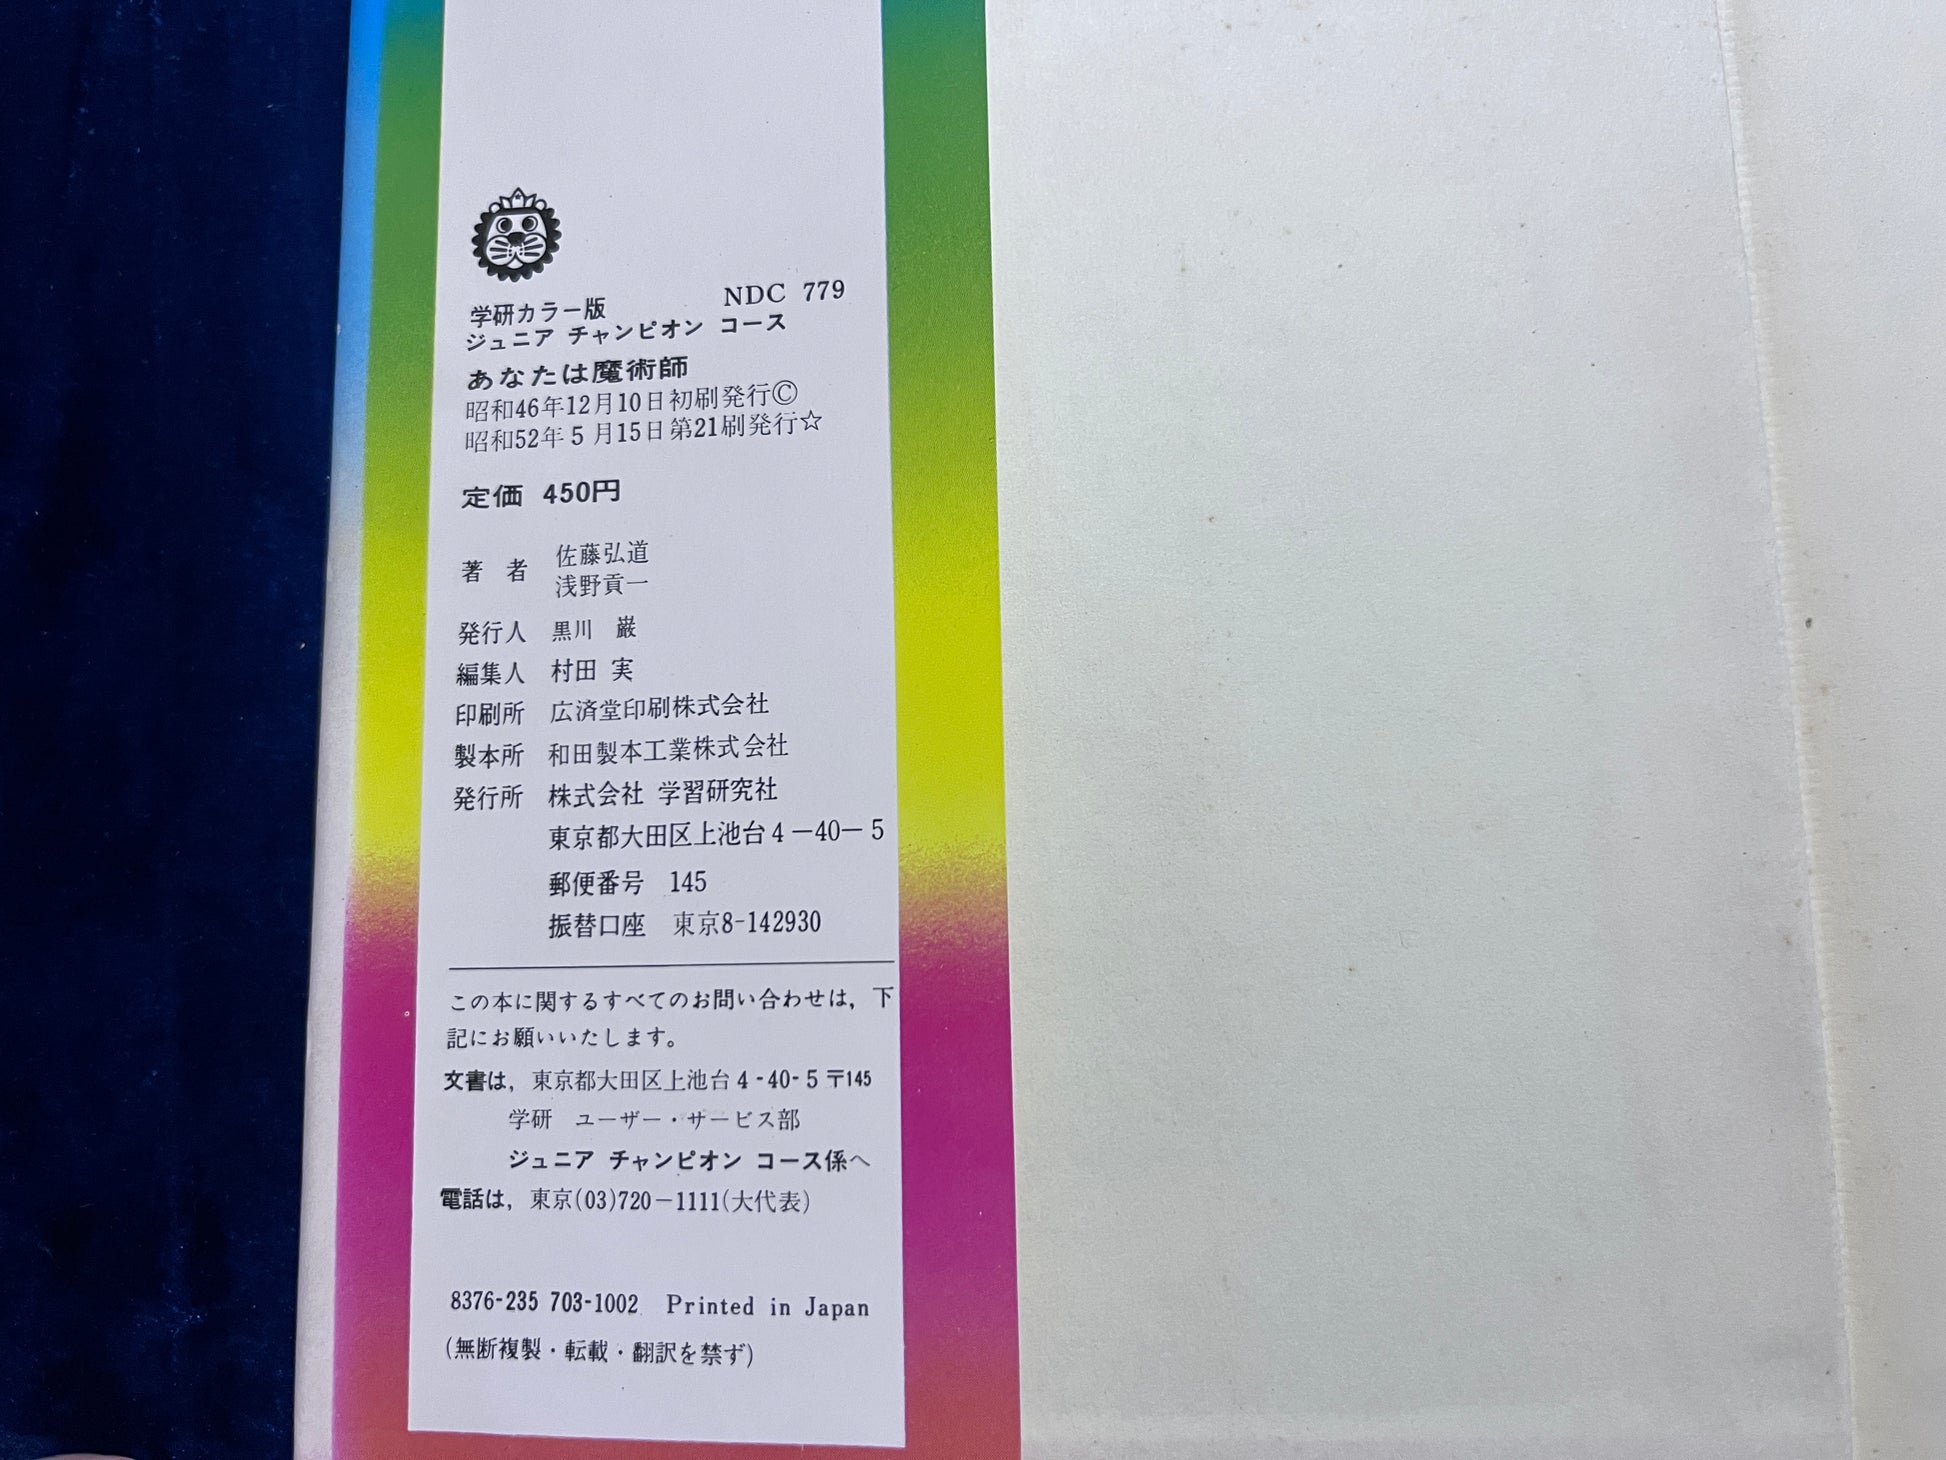 学研カラー版 NDC 779
ジュニア チャンピオン コース
あなたは魔術師
昭和46年12月10日初刷発行©
昭和52年5月15日第21刷発行☆
定価 450円
著 者 佐藤弘道
浅野貢一
発行人 黒川 巌
編集人 村田 実
印刷所 広済堂印刷株式会社
製本所 和田製本工業株式会社
発行所 株式会社 学習研究社
東京都大田区上池台4-40-5
郵便番号 145
振替口座 東京8-142930
この本に関するすべてのお問い合わせは，下
記にお願いいたします。
文書は，東京都大田区上池台4-40-5〒145
学研 ユーザー・サービス部
ジュニア チャンピオン コース係へ
電話は，東京(03)720-1111(大代表)
8376-235 703-1002 Printed in Japan
(無断複製・転載・翻訳を禁ず)